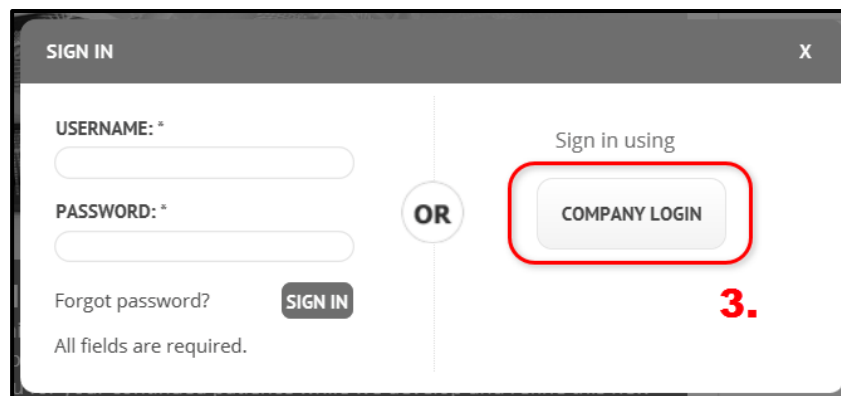 SIGN IN
X
USERNAME: *
PASSWORD: *
Forgot password?
SIGN IN
All fields are required.
OR
Sign in using
COMPANY LOGIN
3.